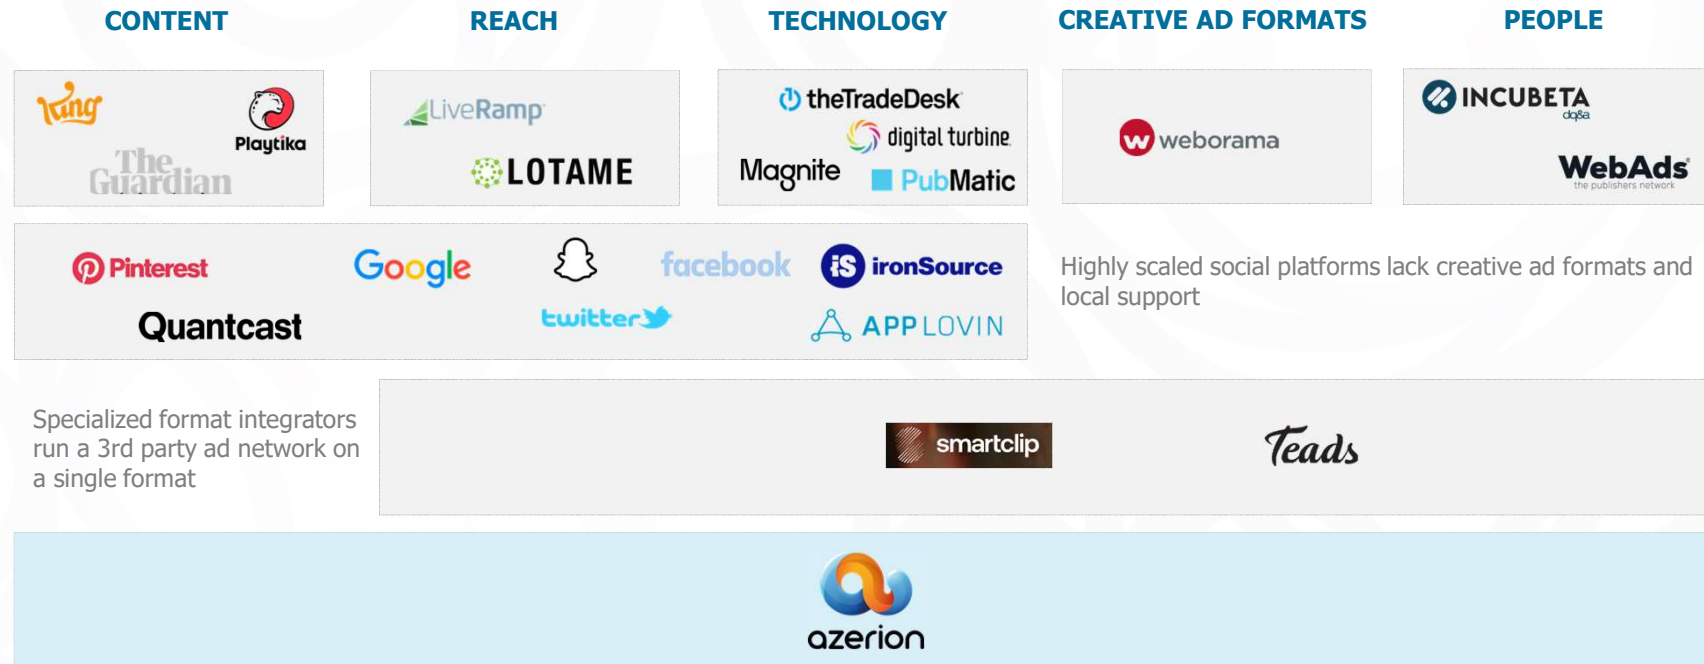 CONTENT
REACH
TECHNOLOGY
CREATIVE AD FORMATS
PEOPLE
King
Playtika
The
Guardian
LiveRamp
LOTAME
theTradeDesk
digital turbine
Magnite
PubMatic
weborama
INCUBETA
dq&a
WebAds
the publishers network
Pinterest
Google
facebook
iS ironSource
Quantcast
twitter
APPLOVIN
Highly scaled social platforms lack creative ad formats and
local support
Specialized format integrators
run a 3rd party ad network on
a single format
smartclip
Teads
azerion